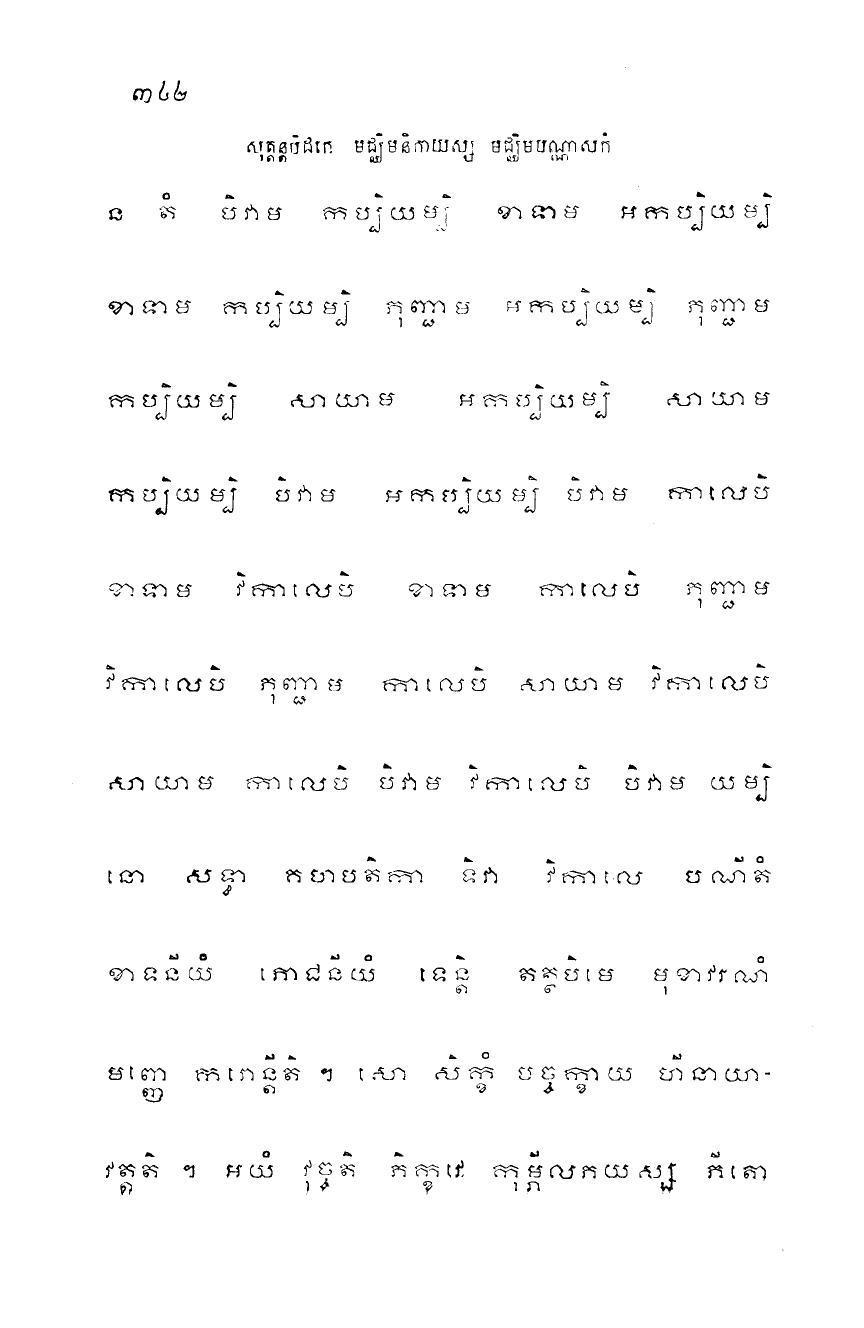 ៣៤២
សុត្តន្តបិដកេ មជ្ឈិមនិកាយស្ស មជ្ឈិមបណ្ណាសកំ
ន តំ បិវាម កប្បិយម្បិ ខាទាម អកប្បិយម្បិ
ខាទាម កប្បិយម្បិ ភុញ្ជាម អកប្បិយម្បិ ភុញ្ជាម
កប្បិយម្បិ សាយាម អកប្បិយម្បិ សាយាម
កប្បិយម្បិ បិវាម អកប្បិយម្បិ បិវាម កាលេបិ
ខាទាម វិកាលេបិ ខាទាម កាលេបិ ភុញ្ជាម
វិកាលេបិ ភុញ្ជាម កាលេបិ សាយាម វិកាលេបិ
សាយាម កាលេបិ បិវាម វិកាលេបិ បិវាម យម្បិ
នោ សទ្ធា គហបតិកា ទិវា វិកាលេ បណីតំ
ខាទនីយំ ភោជនីយំ ទេន្តិ តត្ថបិមេ មុខាវរណំ
មញ្ញេ ករោន្តីតិ ។ សោ សិក្ខំ បច្ចក្ខាយ ហីនាយា-
វត្តតិ ។ អយំ វុច្ចតិ ភិក្ខវេ កុម្ភីលភយស្ស ភីតោ